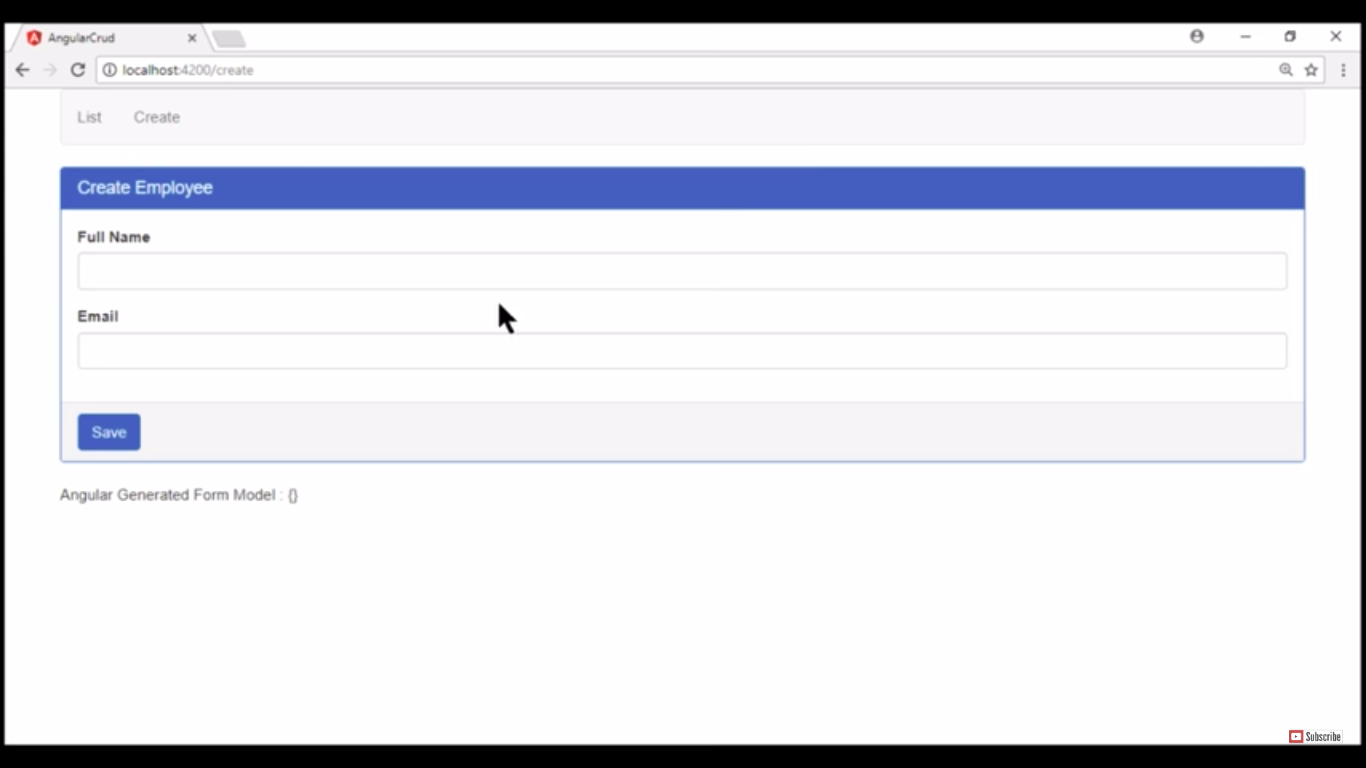 AngularCrud
localhost:4200/create
List Create
Create Employee
Full Name
Email
Save
Angular Generated Form Model : {}
Subscribe